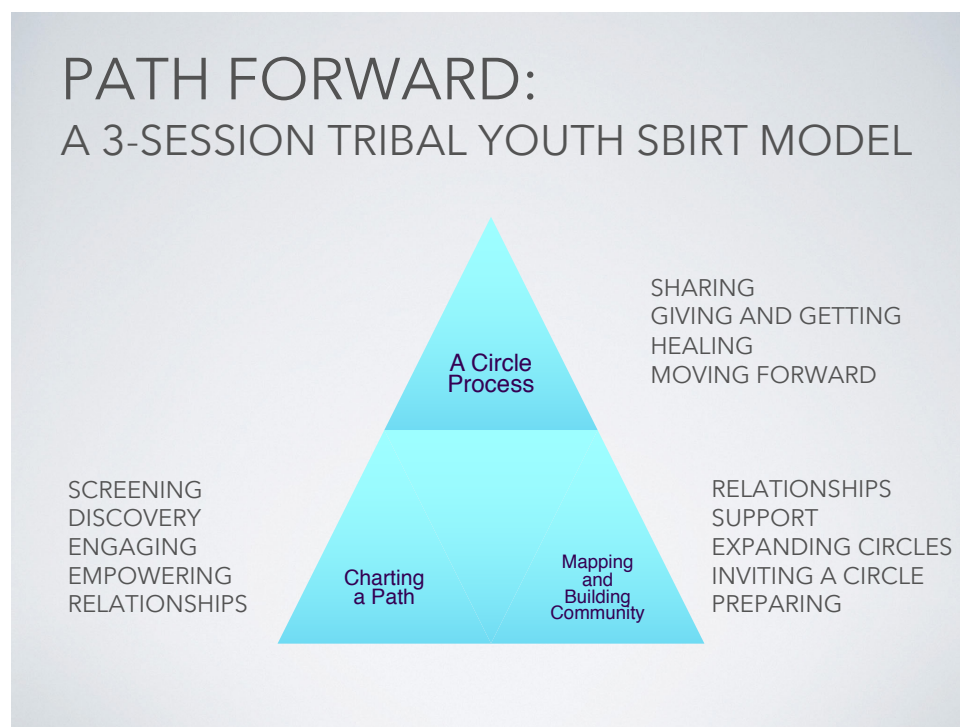 PATH FORWARD:
A 3-SESSION TRIBAL YOUTH SBIRT MODEL
A Circle
Process
SHARING
GIVING AND GETTING
HEALING
MOVING FORWARD
SCREENING
DISCOVERY
ENGAGING
EMPOWERING
RELATIONSHIPS
Charting
a Path
Mapping
and
Building
Community
RELATIONSHIPS
SUPPORT
EXPANDING CIRCLES
INVITING A CIRCLE
PREPARING